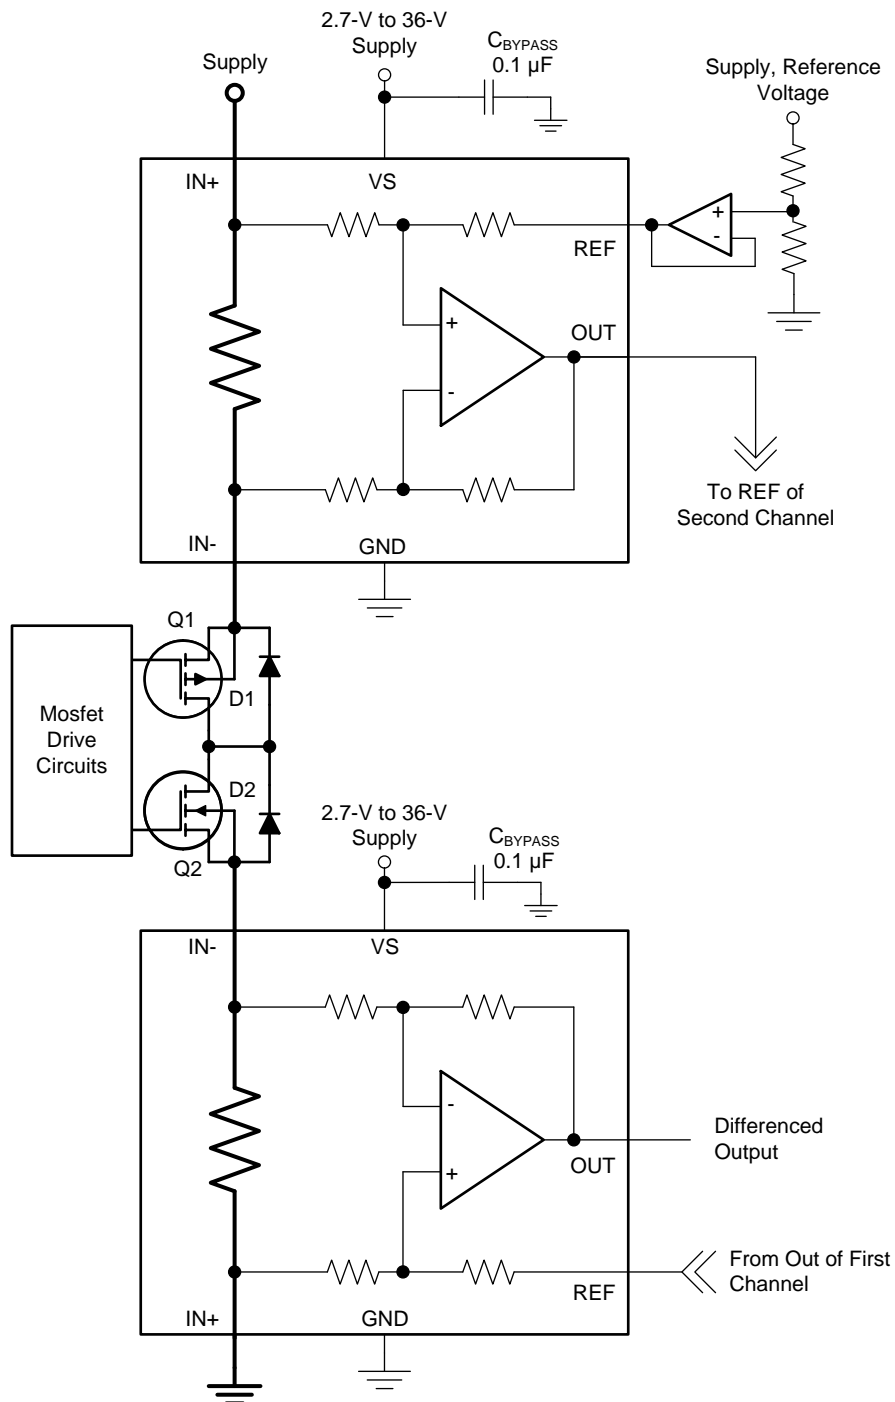 2.7-V to 36-V
Supply
CBYPASS
0.1 µF
Supply
Supply, Reference
Voltage
IN+
VS
+
-
REF
+
OUT
-
To REF of
Second Channel
IN-
GND
Q1
D1
Mosfet
Drive
Circuits
D2
Q2
2.7-V to 36-V
Supply
CBYPASS
0.1 µF
IN-
VS
-
Differenced
Output
OUT
+
From Out of First
Channel
REF
IN+
GND